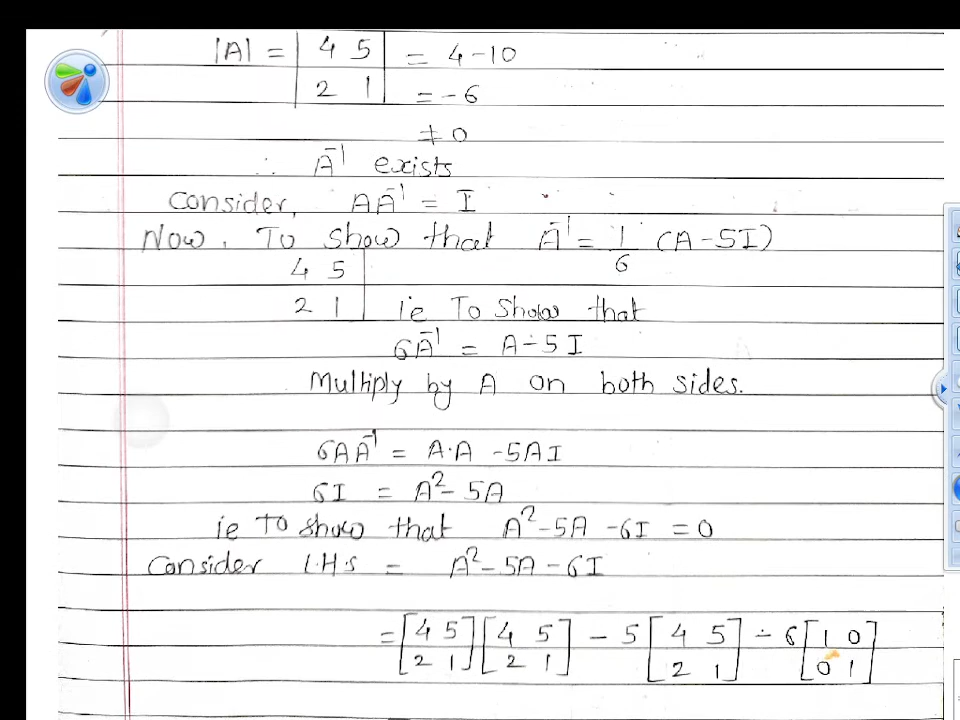 |A| = | 4 5 | = 4 - 10
| 2 1 | = - 6
≠ 0
∴ A⁻¹ exists
Consider, AA⁻¹ = I
Now, To Show that A⁻¹ = 1/6 (A - 5I)
4 5
2 1 | ie To Show that
6A⁻¹ = A - 5I
Multiply by A on both sides.
6AA⁻¹ = A·A - 5AI
6I = A² - 5A
ie to show that A² - 5A - 6I = 0
Consider L.H.S = A² - 5A - 6I
= [4 5] [4 5] - 5 [4 5] - 6 [1 0]
[2 1] [2 1] [2 1] [0 1]